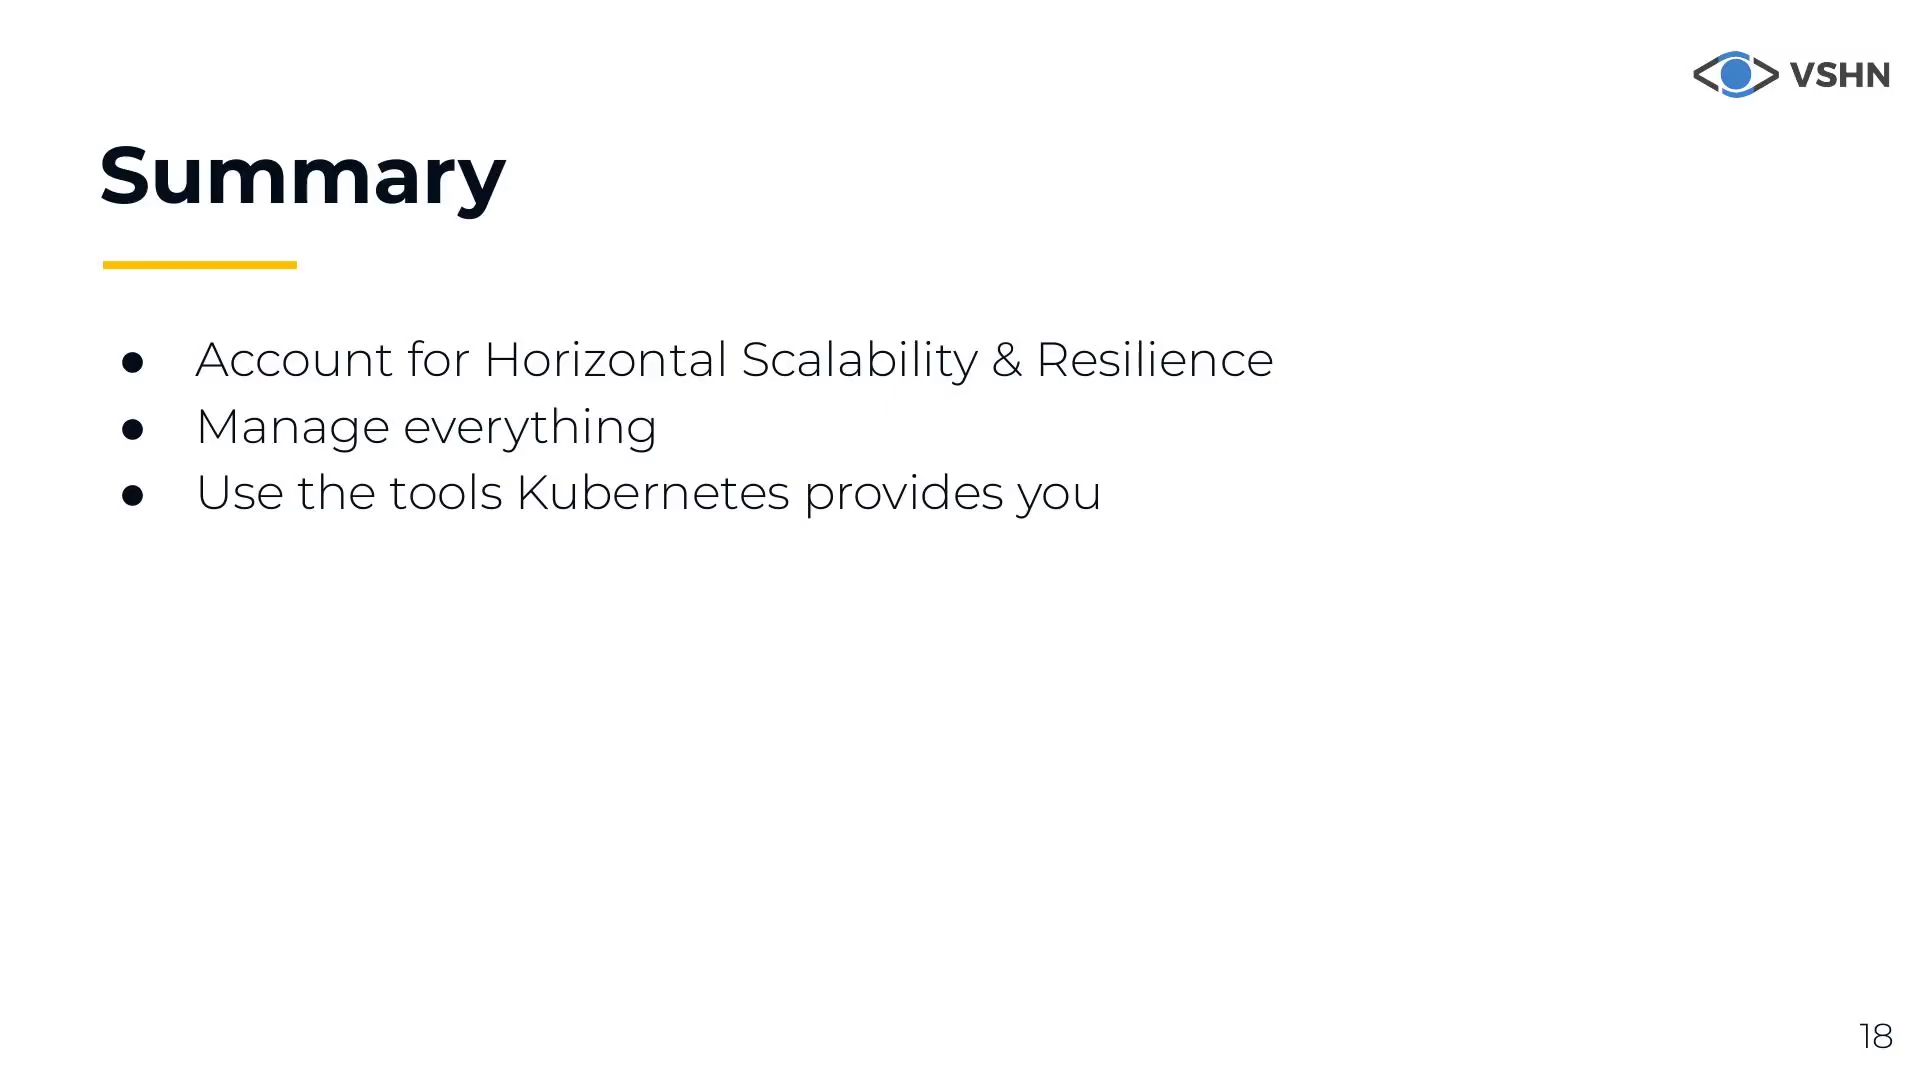 VSHN
Summary
● Account for Horizontal Scalability & Resilience
● Manage everything
● Use the tools Kubernetes provides you
18